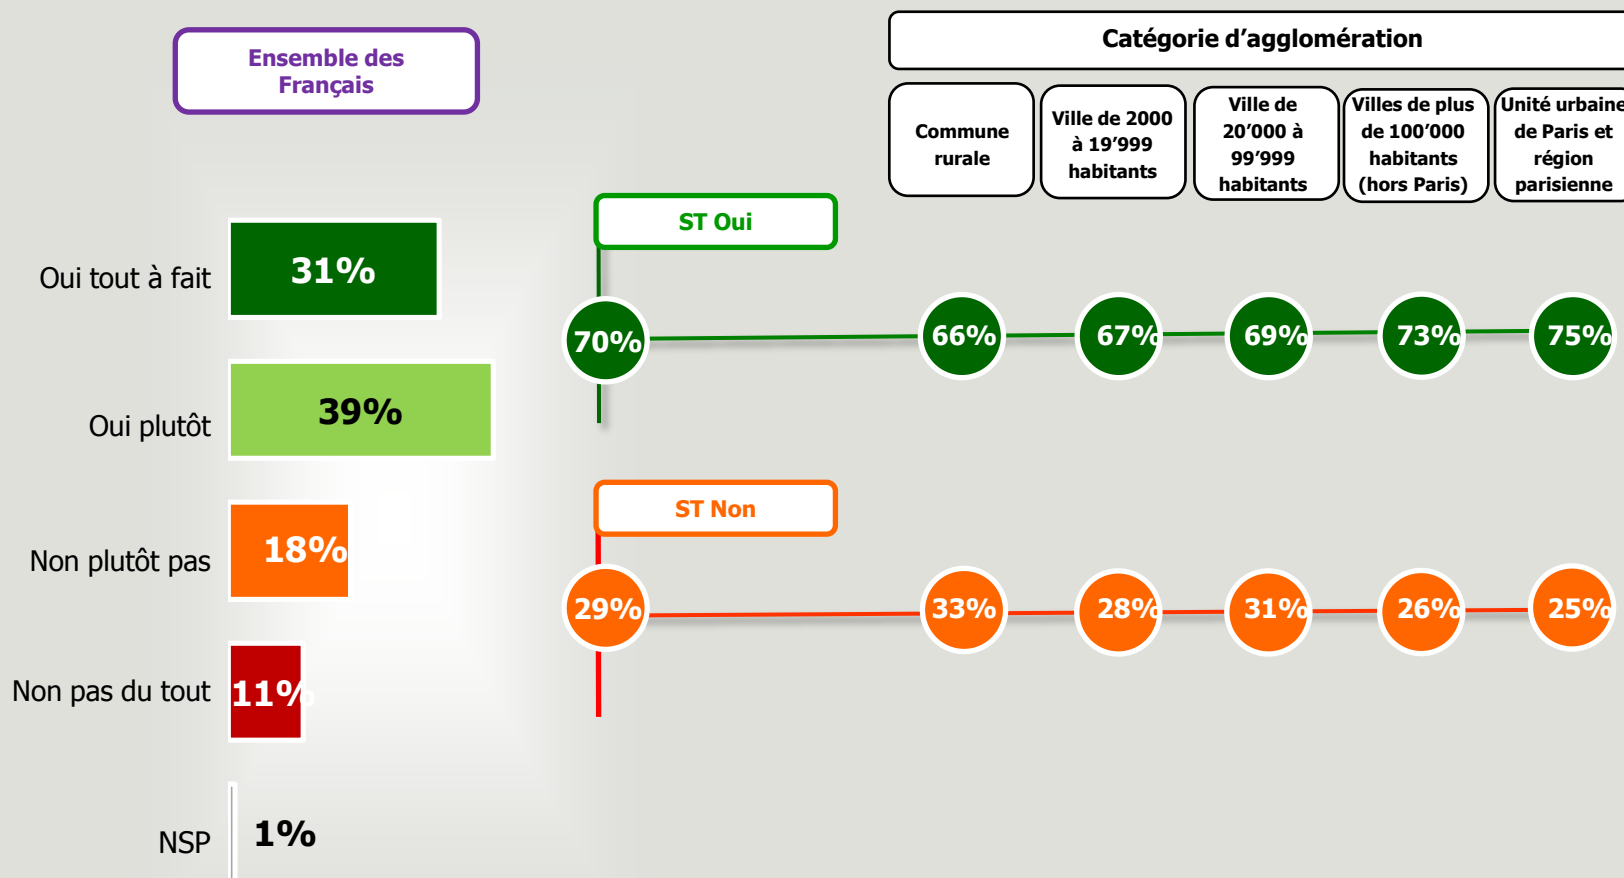 Ensemble des
Français
Catégorie d’agglomération
Commune
rurale
Ville de 2000
à 19’999
habitants
Ville de
20’000 à
99’999
habitants
Villes de plus
de 100’000
habitants
(hors Paris)
Unité urbaine
de Paris et
région
parisienne
ST Oui
Oui tout à fait
31%
70%
66%
67%
69%
73%
75%
Oui plutôt
39%
ST Non
Non plutôt pas
18%
29%
33%
28%
31%
26%
25%
Non pas du tout
11%
NSP
1%